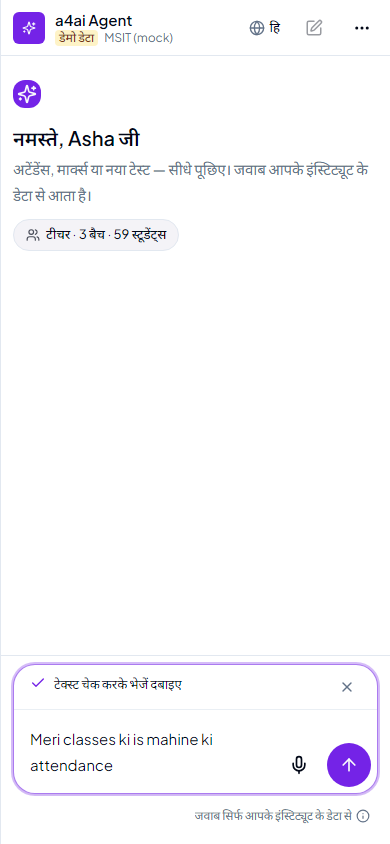 a4ai Agent
डेमो डेटा MSIT (mock)
हि
नमस्ते, Asha जी
अटेंडेंस, मार्क्स या नया टेस्ट — सीधे पूछिए। जवाब आपके इंस्टिट्यूट के
डेटा से आता है।
टीचर · 3 बैच · 59 स्टूडेंट्स
टेक्स्ट चेक करके भेजें दबाइए
Meri classes ki is mahine ki
attendance
जवाब सिर्फ आपके इंस्टिट्यूट के डेटा से